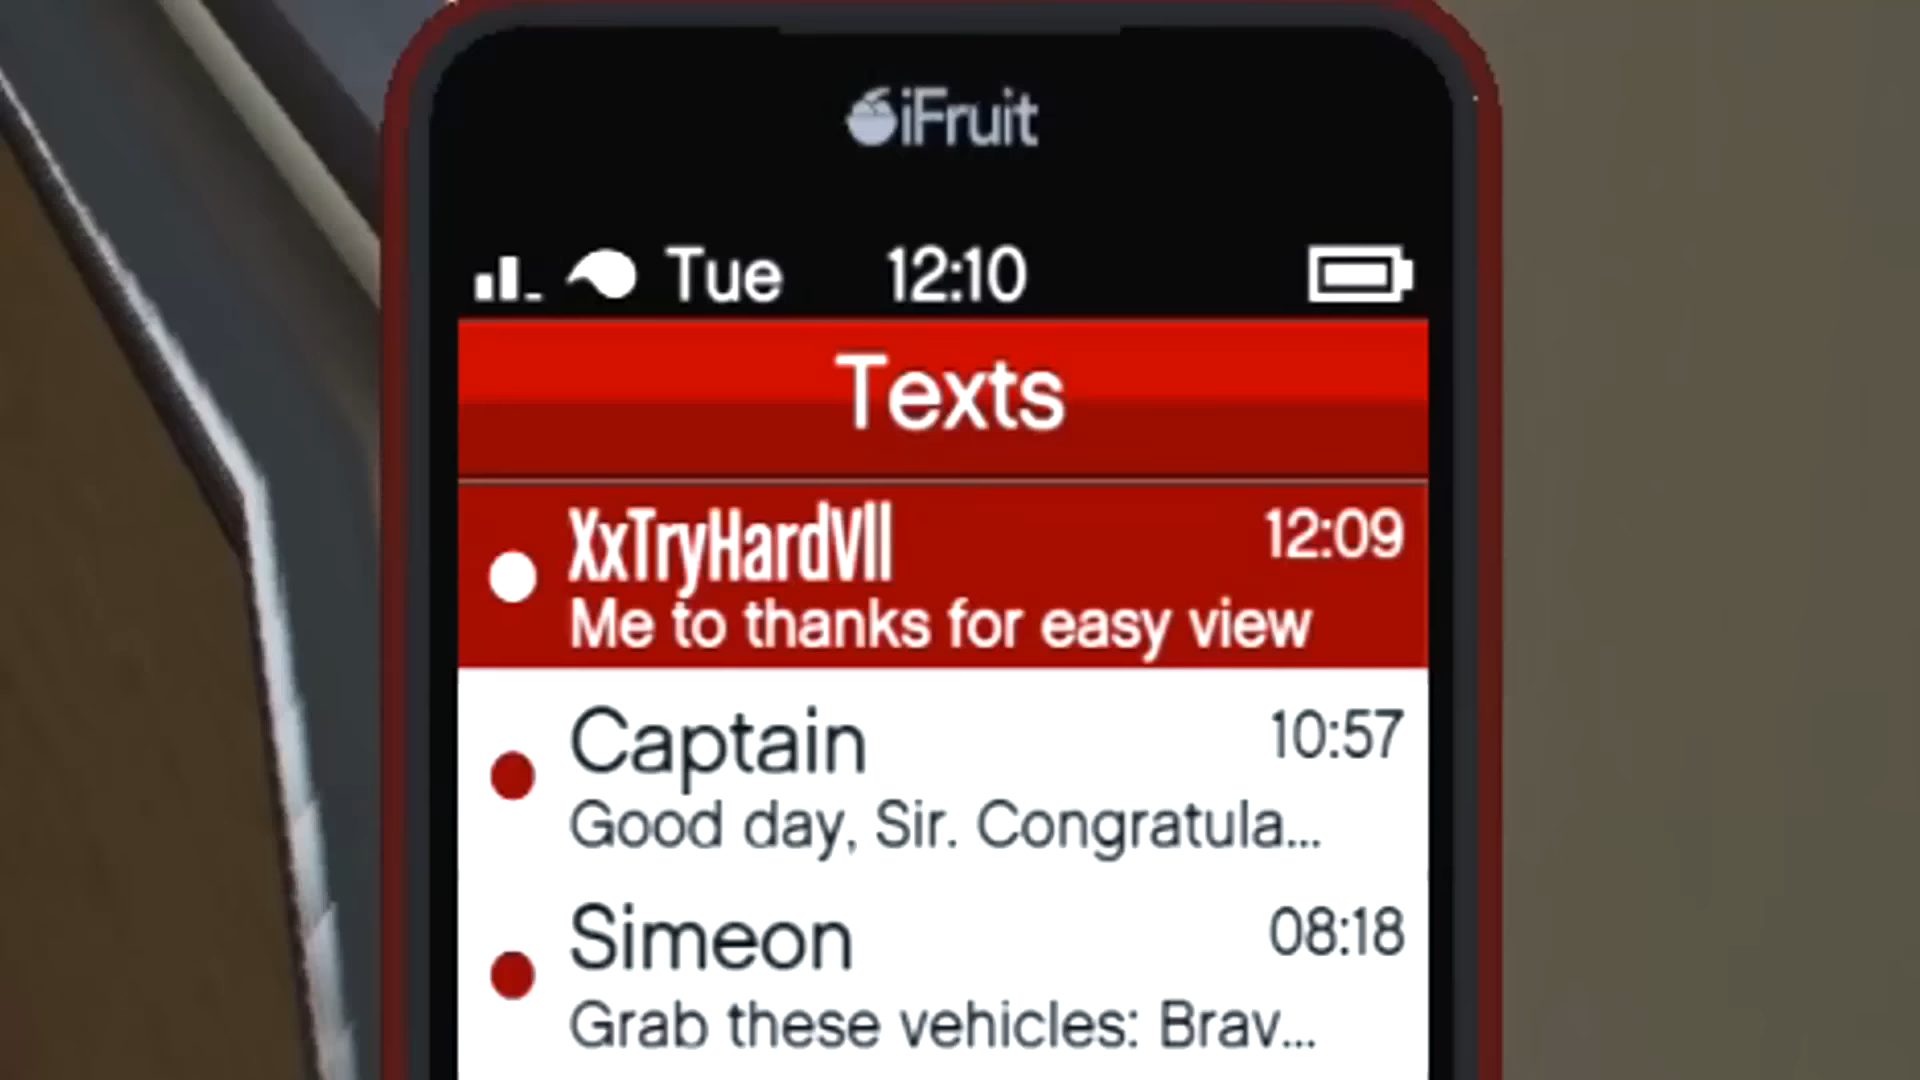 iFruit
Tue 12:10
Texts
XxTryHardVll 12:09
Me to thanks for easy view
Captain 10:57
Good day, Sir. Congratula...
Simeon 08:18
Grab these vehicles: Brav...